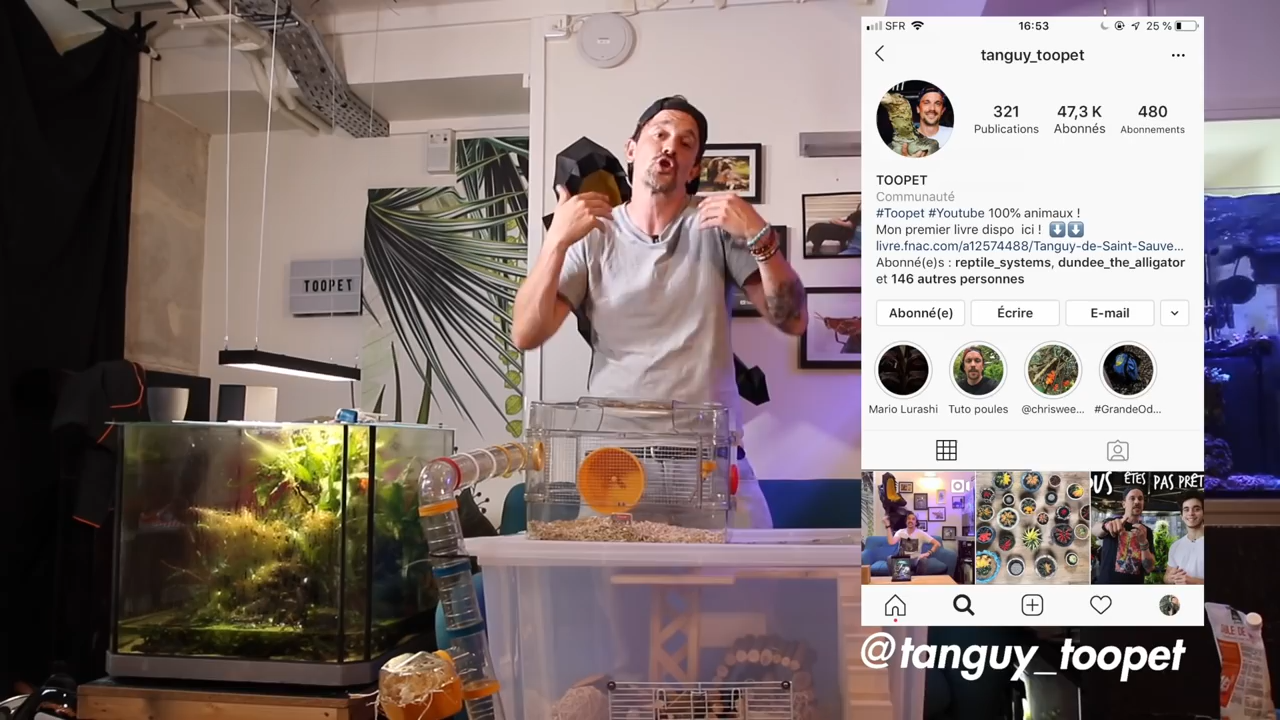 SFR
16:53
25 %
tanguy_toopet
321
47,3 K
480
Publications
Abonnés
Abonnements
TOOPET
Communauté
#Toopet #Youtube 100% animaux !
Mon premier livre dispo ici ! ⬇️⬇️
livre.fnac.com/a12574488/Tanguy-de-Saint-Sauve...
Abonné(e)s : reptile_systems, dundee_the_alligator
et 146 autres personnes
Abonné(e)
Écrire
E-mail
Mario Lurashi
Tuto poules
@chriswee...
#GrandeOd...
ÊTES PAS PRÊT
@tanguy_toopet
TOOPET